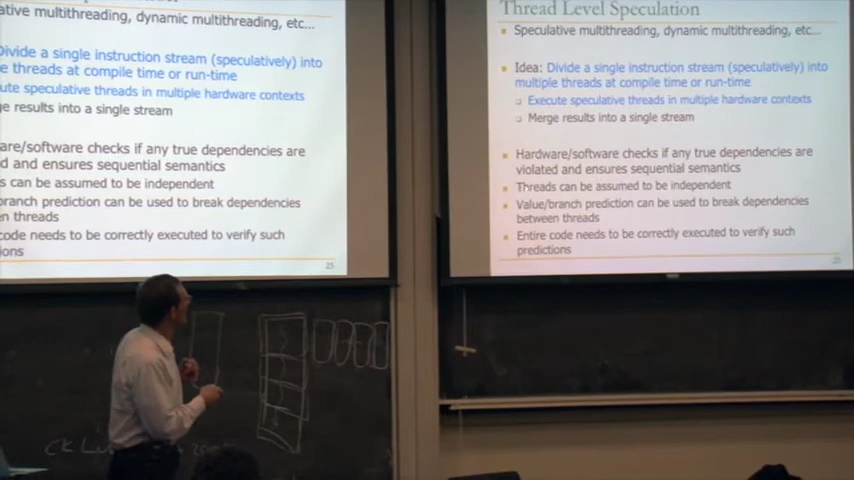 ative multithreading, dynamic multithreading, etc...
Divide a single instruction stream (speculatively) into
e threads at compile time or run-time
ute speculative threads in multiple hardware contexts
ge results into a single stream
are/software checks if any true dependencies are
d and ensures sequential semantics
s can be assumed to be independent
branch prediction can be used to break dependencies
en threads
code needs to be correctly executed to verify such
ions
25
Thread Level Speculation
Speculative multithreading, dynamic multithreading, etc...
Idea: Divide a single instruction stream (speculatively) into
multiple threads at compile time or run-time
Execute speculative threads in multiple hardware contexts
Merge results into a single stream
Hardware/software checks if any true dependencies are
violated and ensures sequential semantics
Threads can be assumed to be independent
Value/branch prediction can be used to break dependencies
between threads
Entire code needs to be correctly executed to verify such
predictions
25